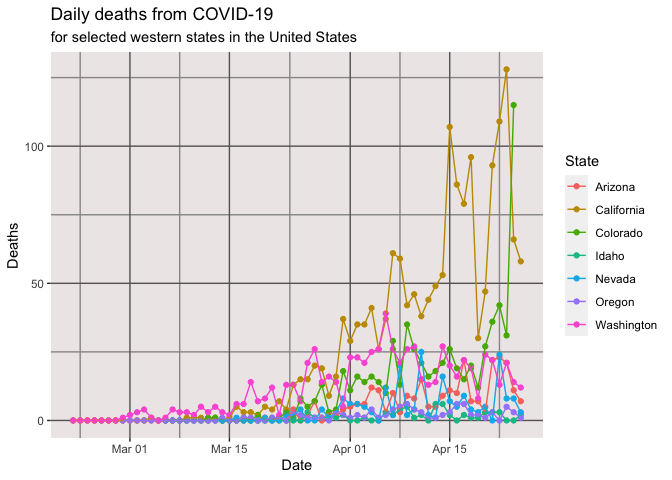 Daily deaths from COVID-19
for selected western states in the United States
Deaths
100
50
0
Mar 01 Mar 15 Apr 01 Apr 15
Date
State
Arizona
California
Colorado
Idaho
Nevada
Oregon
Washington